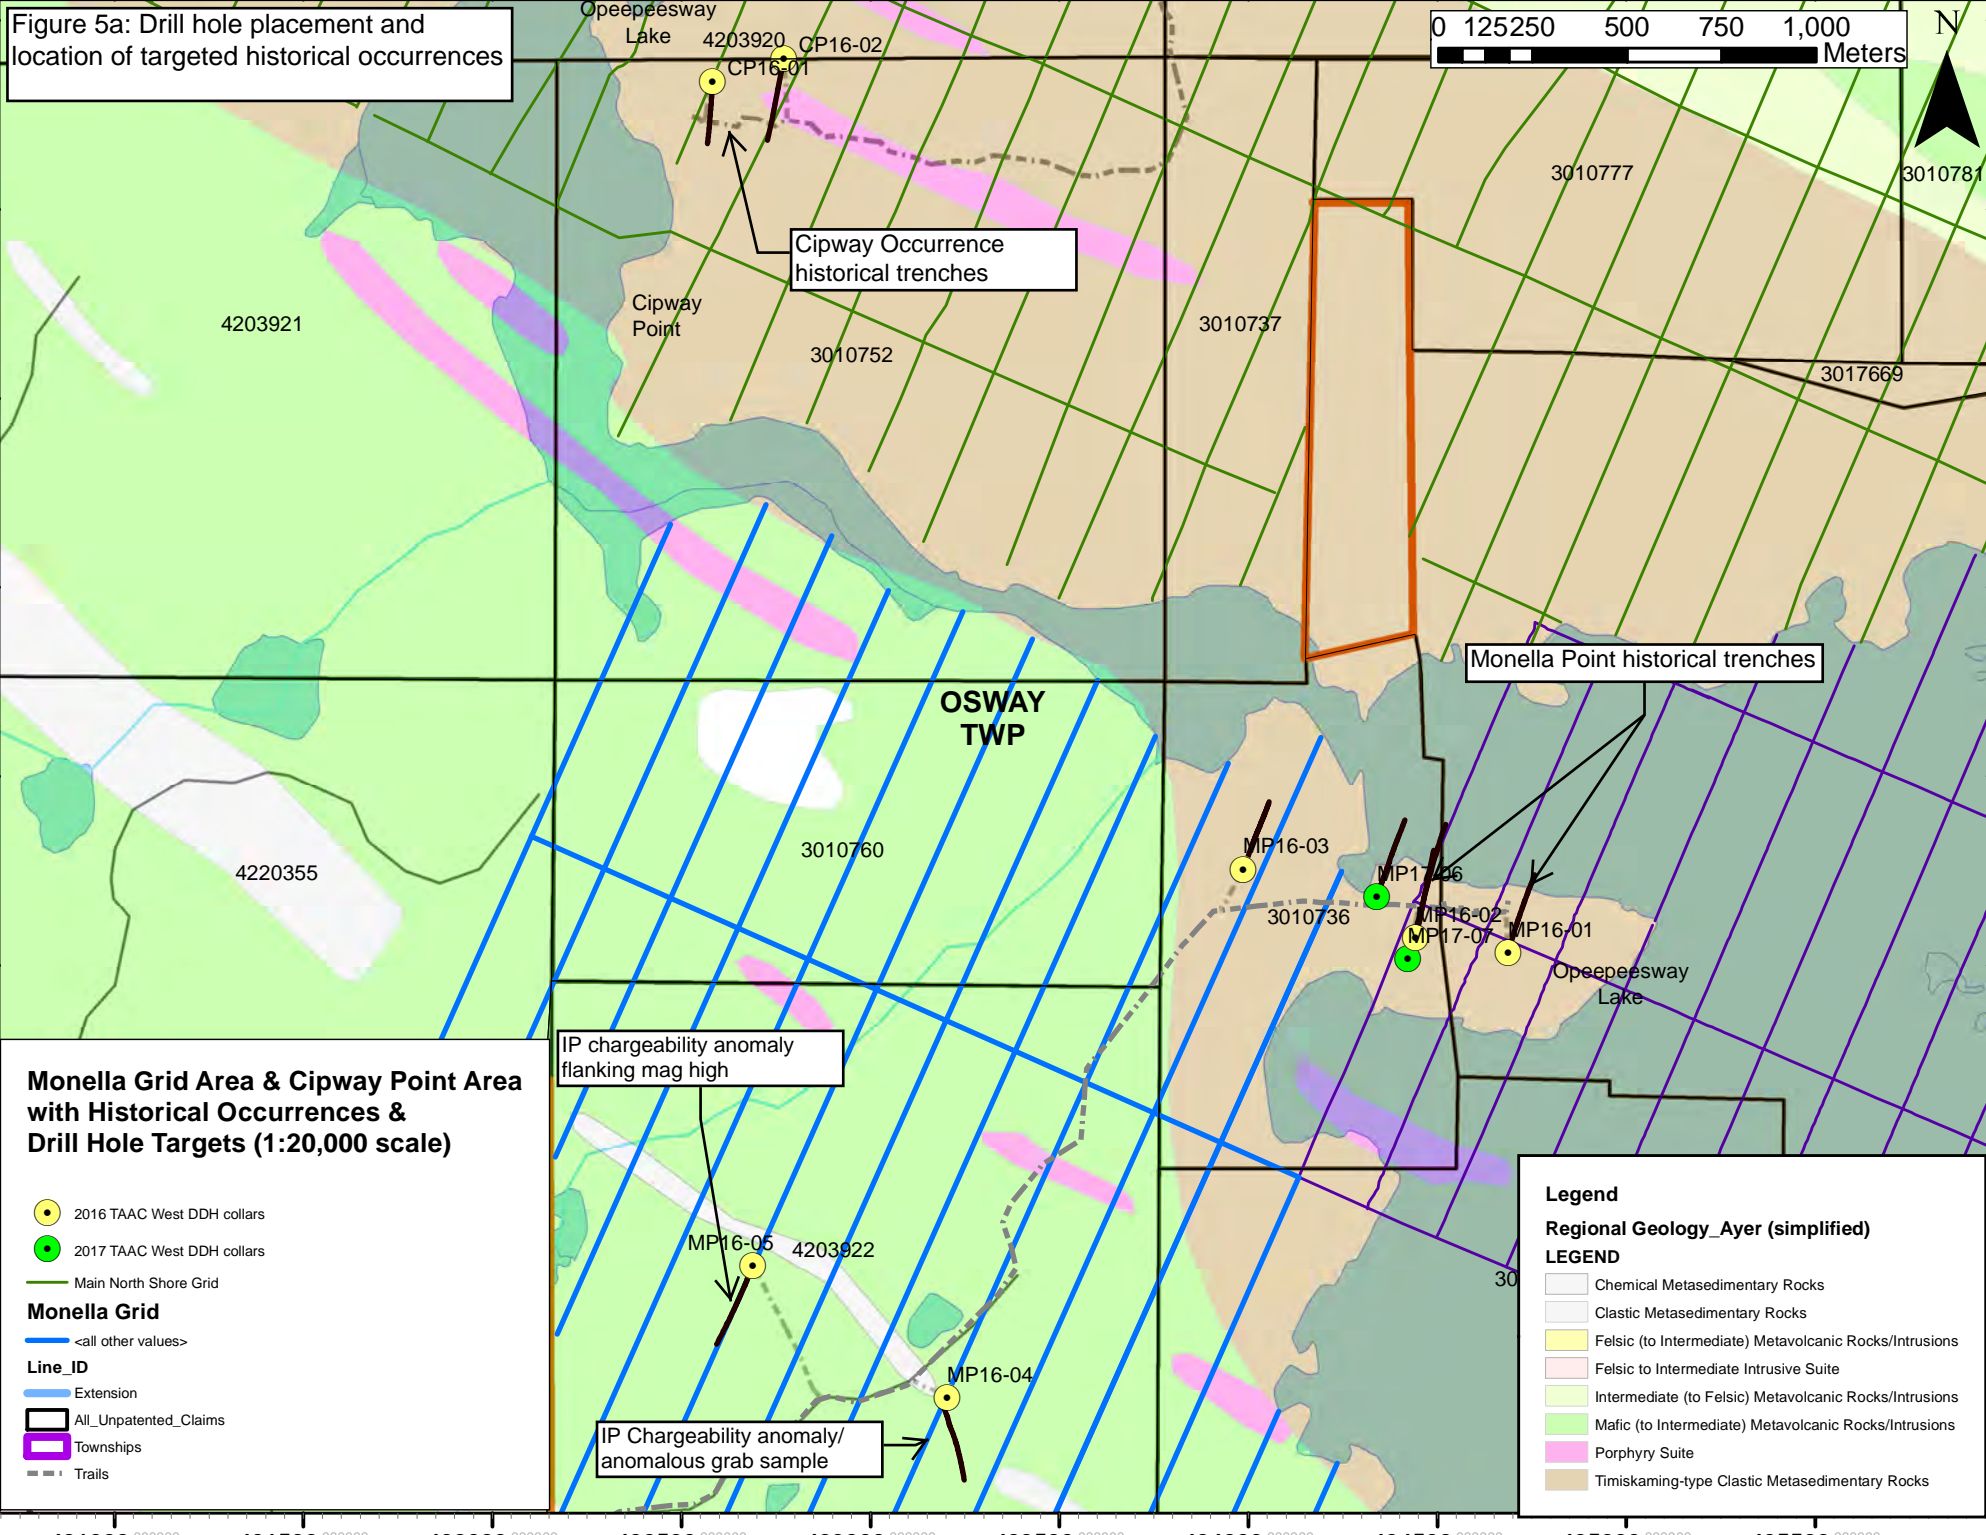 Figure 5a: Drill hole placement and
location of targeted historical occurrences
Opeepeesway
Lake
4203920
CP16-02
CP16-01
0 125 250 500 750 1,000
Meters
N
3010777
3010781
Cipway Occurrence
historical trenches
Cipway
Point
4203921
3010752
3010737
3017669
Monella Point historical trenches
OSWAY
TWP
4220355
3010760
MP16-03
MP17-06
3010736
MP16-02
MP17-07
MP16-01
Opeepeesway
Lake
IP chargeability anomaly
flanking mag high
MP16-05
4203922
MP16-04
IP Chargeability anomaly/
anomalous grab sample
30
Monella Grid Area & Cipway Point Area
with Historical Occurrences &
Drill Hole Targets (1:20,000 scale)
2016 TAAC West DDH collars
2017 TAAC West DDH collars
Main North Shore Grid
Monella Grid
<all other values>
Line_ID
Extension
All_Unpatented_Claims
Townships
Trails
Legend
Regional Geology_Ayer (simplified)
LEGEND
Chemical Metasedimentary Rocks
Clastic Metasedimentary Rocks
Felsic (to Intermediate) Metavolcanic Rocks/Intrusions
Felsic to Intermediate Intrusive Suite
Intermediate (to Felsic) Metavolcanic Rocks/Intrusions
Mafic (to Intermediate) Metavolcanic Rocks/Intrusions
Porphyry Suite
Timiskaming-type Clastic Metasedimentary Rocks